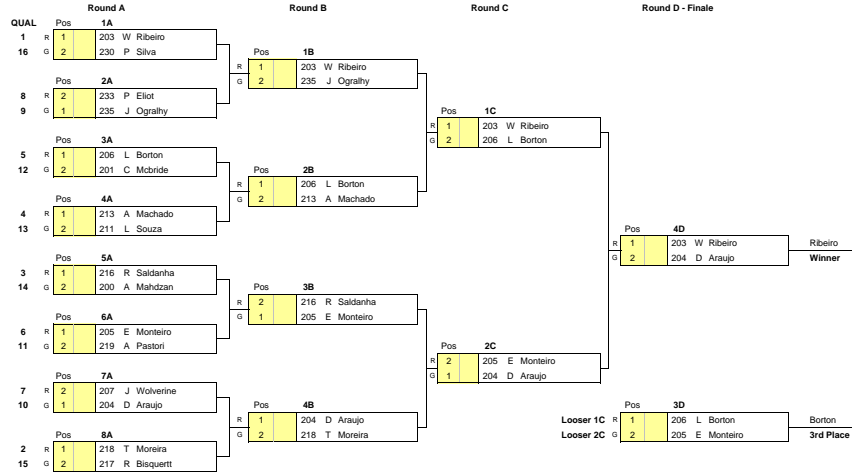 Round A Round B Round C Round D - Finale
QUAL Pos 1A
1 R 1 203 W Ribeiro
16 G 2 230 P Silva
Pos 2A
8 R 2 233 P Eliot
9 G 1 235 J Ogralhy
Pos 3A
5 R 1 206 L Borton
12 G 2 201 C Mcbride
Pos 4A
4 R 1 213 A Machado
13 G 2 211 L Souza
Pos 5A
3 R 1 216 R Saldanha
14 G 2 200 A Mahdzan
Pos 6A
6 R 1 205 E Monteiro
11 G 2 219 A Pastori
Pos 7A
7 R 2 207 J Wolverine
10 G 1 204 D Araujo
Pos 8A
2 R 1 218 T Moreira
15 G 2 217 R Bisquertt
Pos 1B
R 1 203 W Ribeiro
G 2 235 J Ogralhy
Pos 2B
R 1 206 L Borton
G 2 213 A Machado
Pos 3B
R 2 216 R Saldanha
G 1 205 E Monteiro
Pos 4B
R 1 204 D Araujo
G 2 218 T Moreira
Pos 1C
R 1 203 W Ribeiro
G 2 206 L Borton
Pos 2C
R 2 205 E Monteiro
G 1 204 D Araujo
Pos 4D
R 1 203 W Ribeiro Ribeiro
G 2 204 D Araujo Winner
Pos 3D
Looser 1C R 1 206 L Borton Borton
Looser 2C G 2 205 E Monteiro 3rd Place